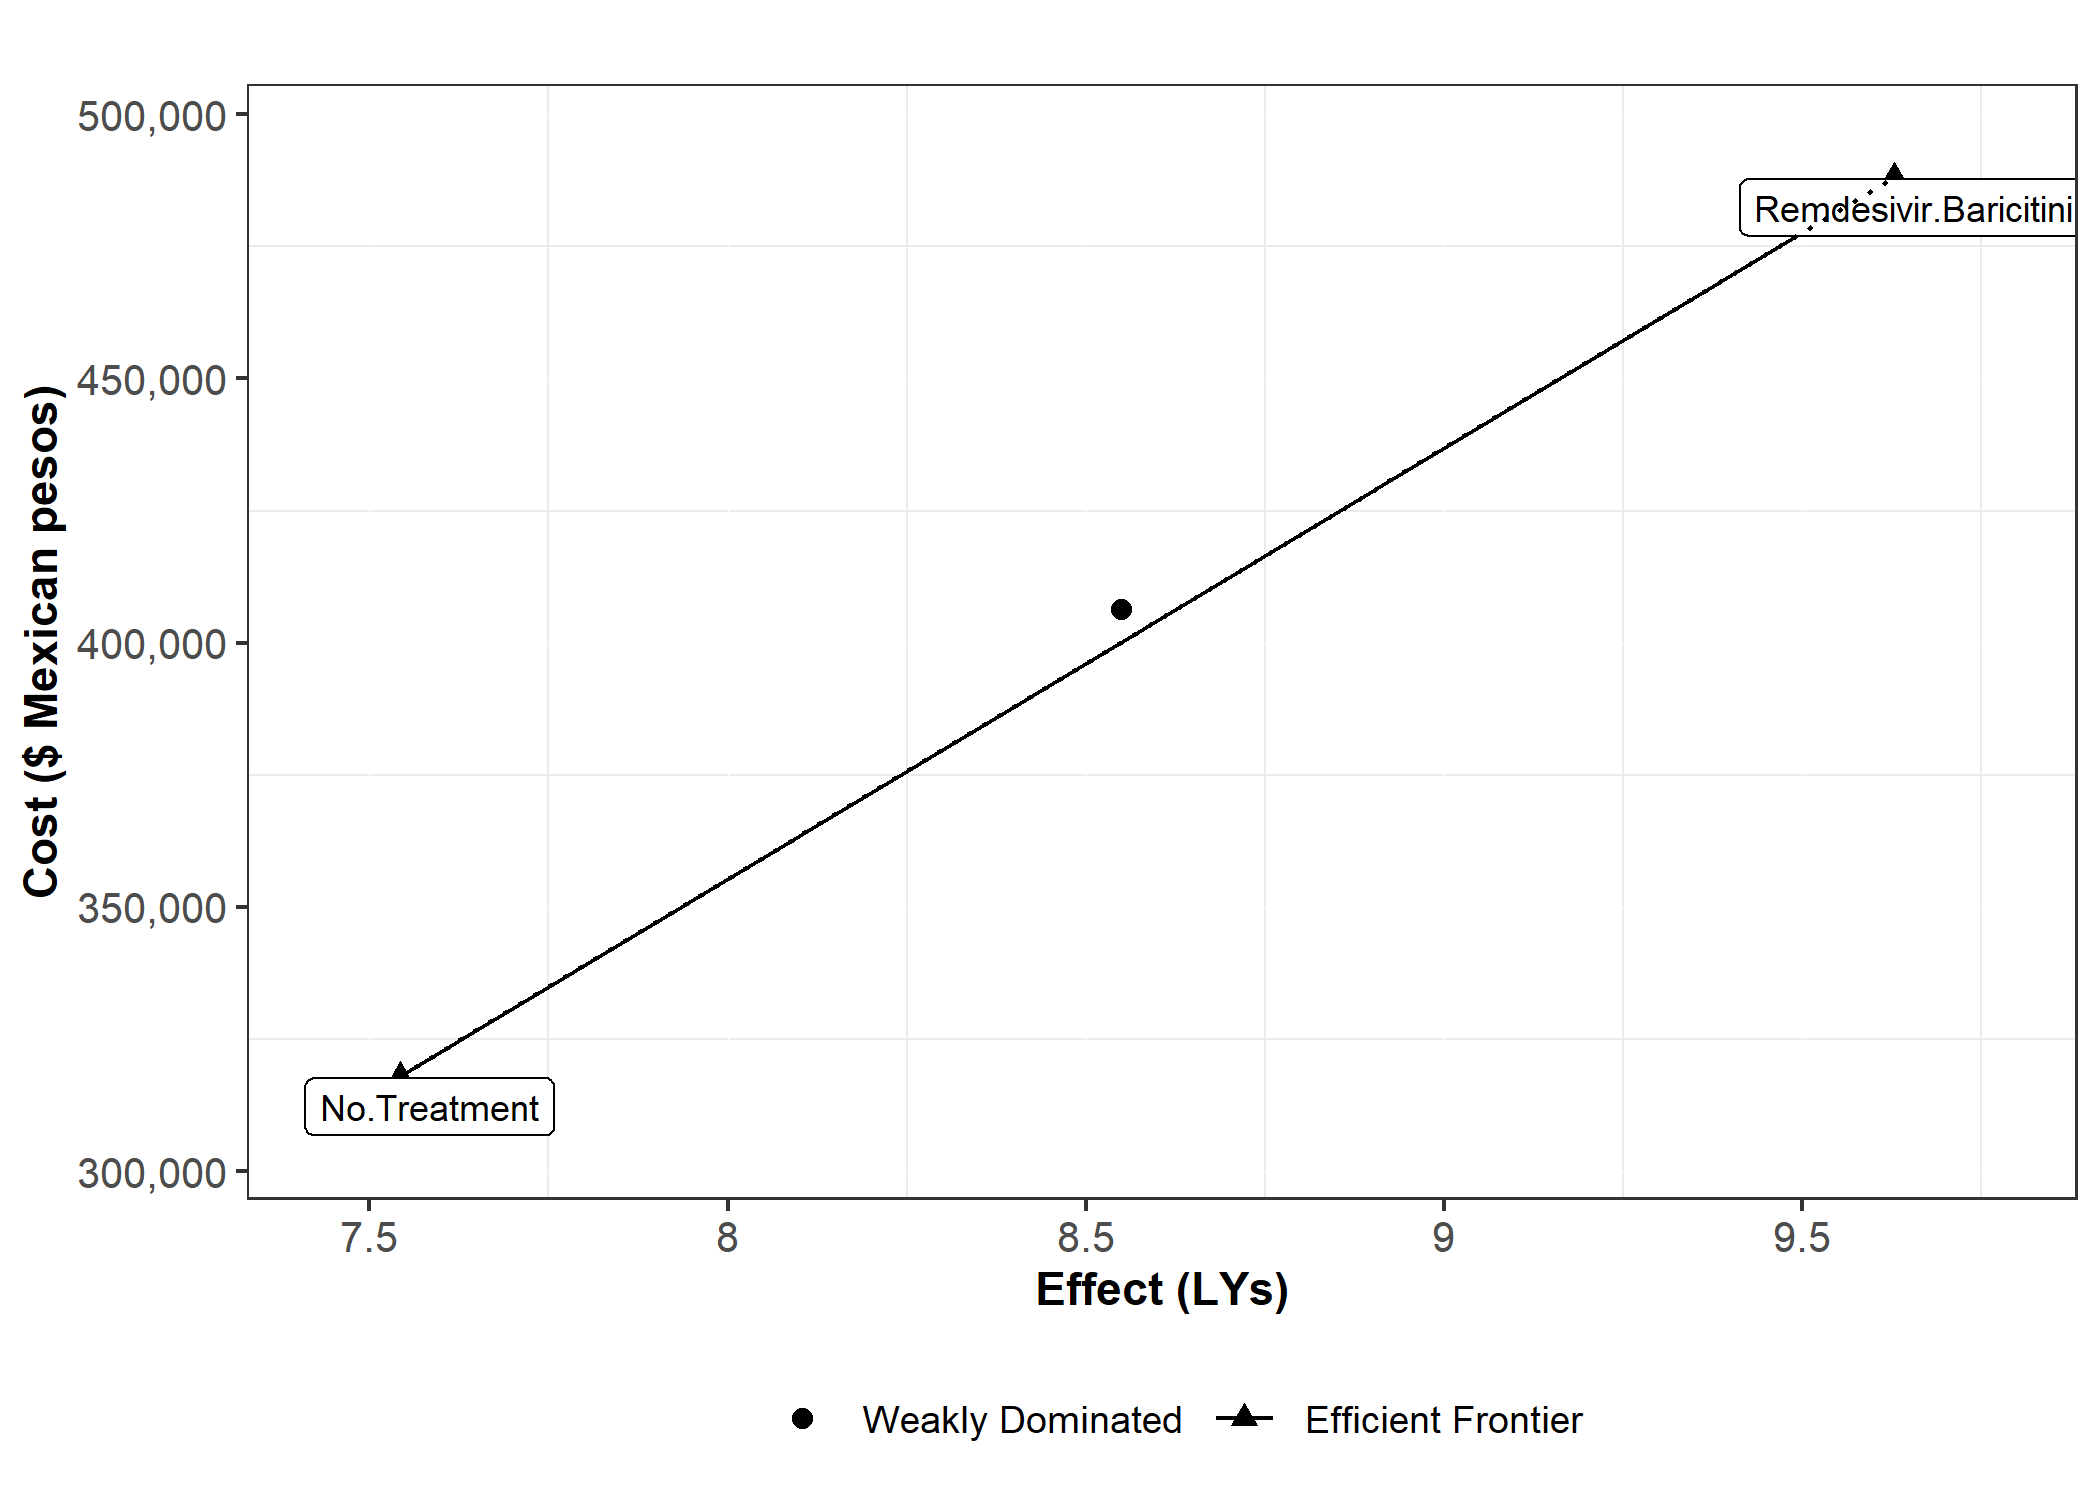 500,000
Remdesivir.Baricitini
450,000
400,000
350,000
No.Treatment
300,000
7.5 8 8.5 9 9.5
Cost ($ Mexican pesos)
Effect (LYs)
Weakly Dominated Efficient Frontier